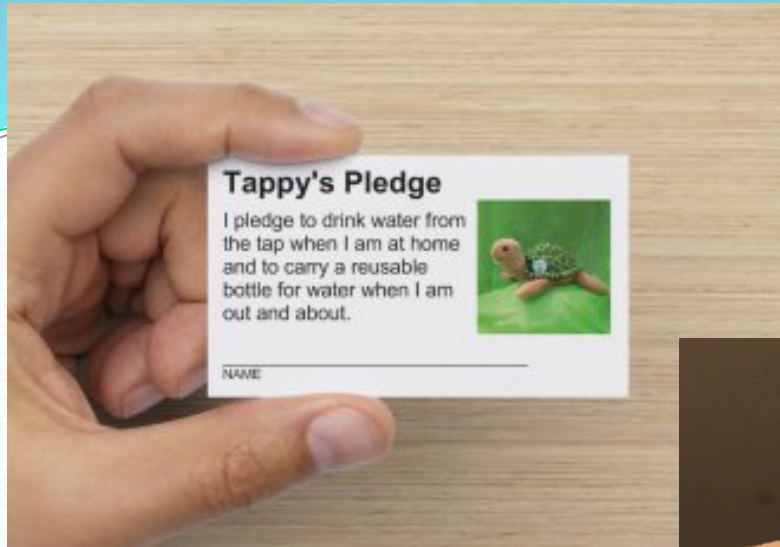 Tappy's Pledge
I pledge to drink water from
the tap when I am at home
and to carry a reusable
bottle for water when I am
out and about.
NAME